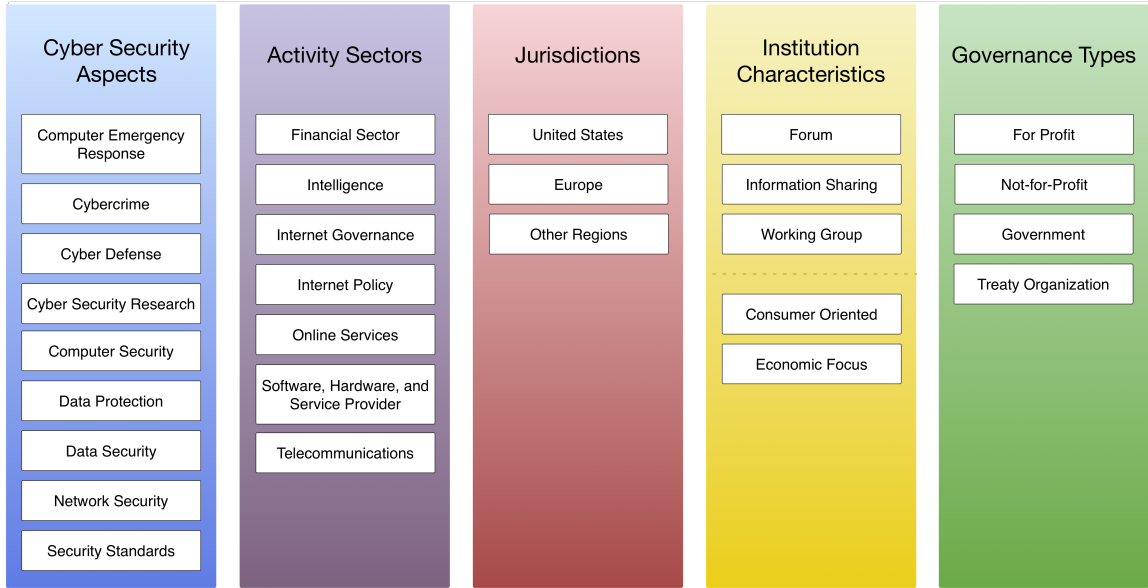 Cyber Security
Aspects
Computer Emergency
Response
Cybercrime
Cyber Defense
Cyber Security Research
Computer Security
Data Protection
Data Security
Network Security
Security Standards
Activity Sectors
Financial Sector
Intelligence
Internet Governance
Internet Policy
Online Services
Software, Hardware, and
Service Provider
Telecommunications
Jurisdictions
United States
Europe
Other Regions
Institution
Characteristics
Forum
Information Sharing
Working Group
Consumer Oriented
Economic Focus
Governance Types
For Profit
Not-for-Profit
Government
Treaty Organization